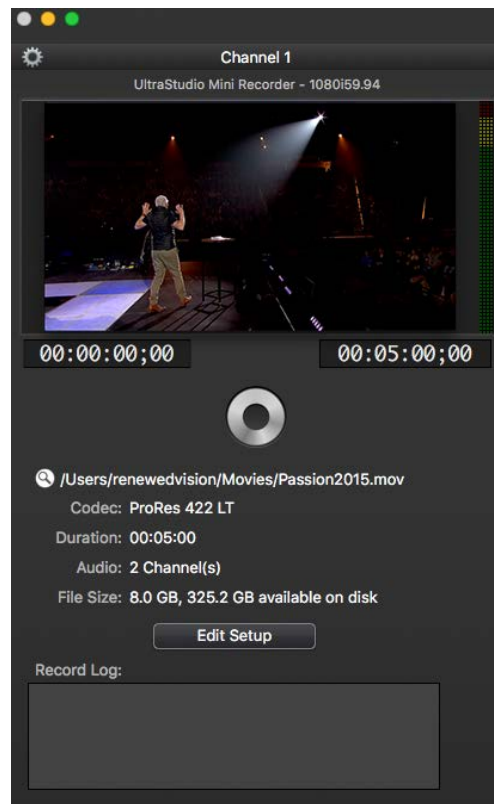 Channel 1
UltraStudio Mini Recorder - 1080i59.94
00:00:00;00 00:05:00;00
/Users/renewedvision/Movies/Passion2015.mov
Codec: ProRes 422 LT
Duration: 00:05:00
Audio: 2 Channel(s)
File Size: 8.0 GB, 325.2 GB available on disk
Edit Setup
Record Log: